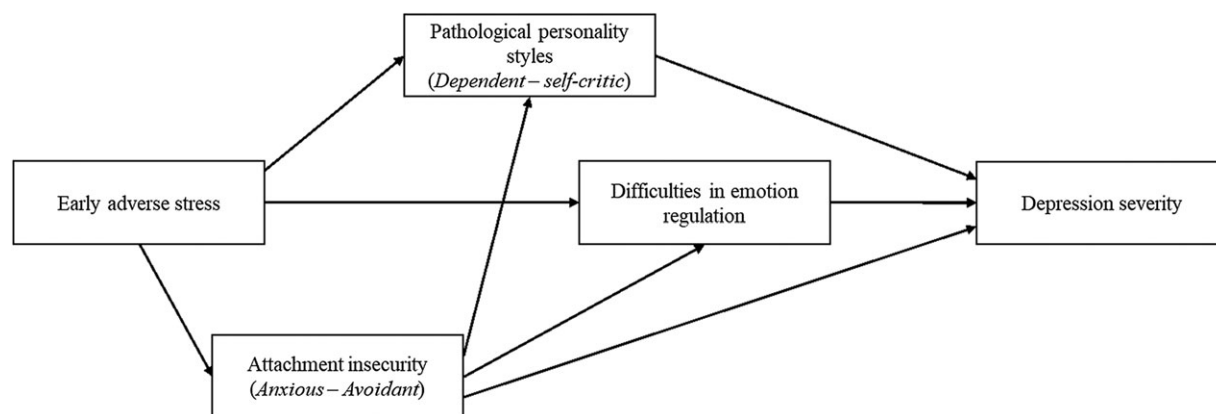 Pathological personality
styles
(Dependent – self-critic)
Early adverse stress
Difficulties in emotion
regulation
Depression severity
Attachment insecurity
(Anxious – Avoidant)